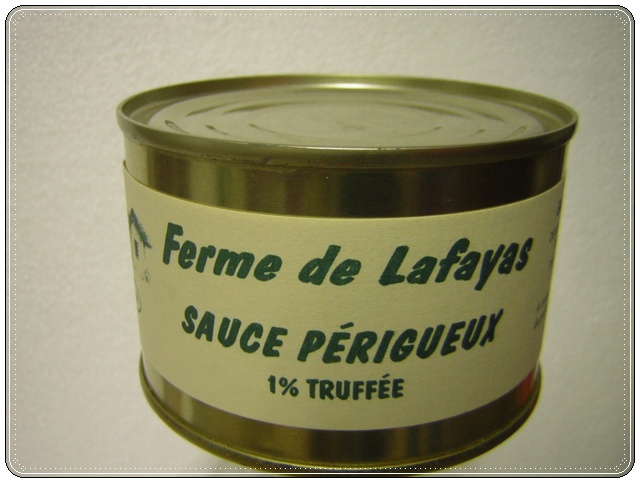 Ferme de Lafayas
SAUCE PÉRIGUEUX
1% TRUFFÉE